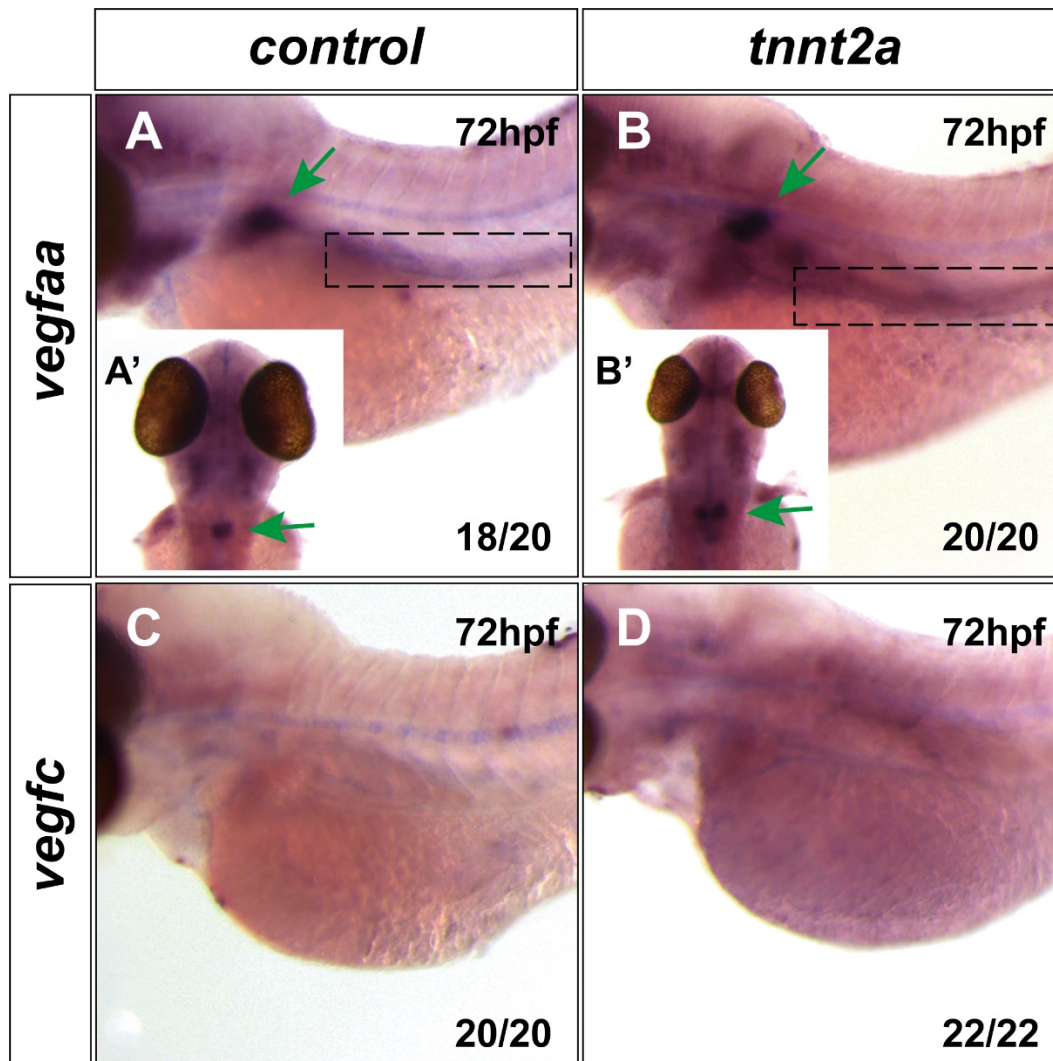 control
tnnt2a
vegfaa
A
72hpf
A’
18/20
B
72hpf
B’
20/20
vegfc
C
72hpf
20/20
D
72hpf
22/22